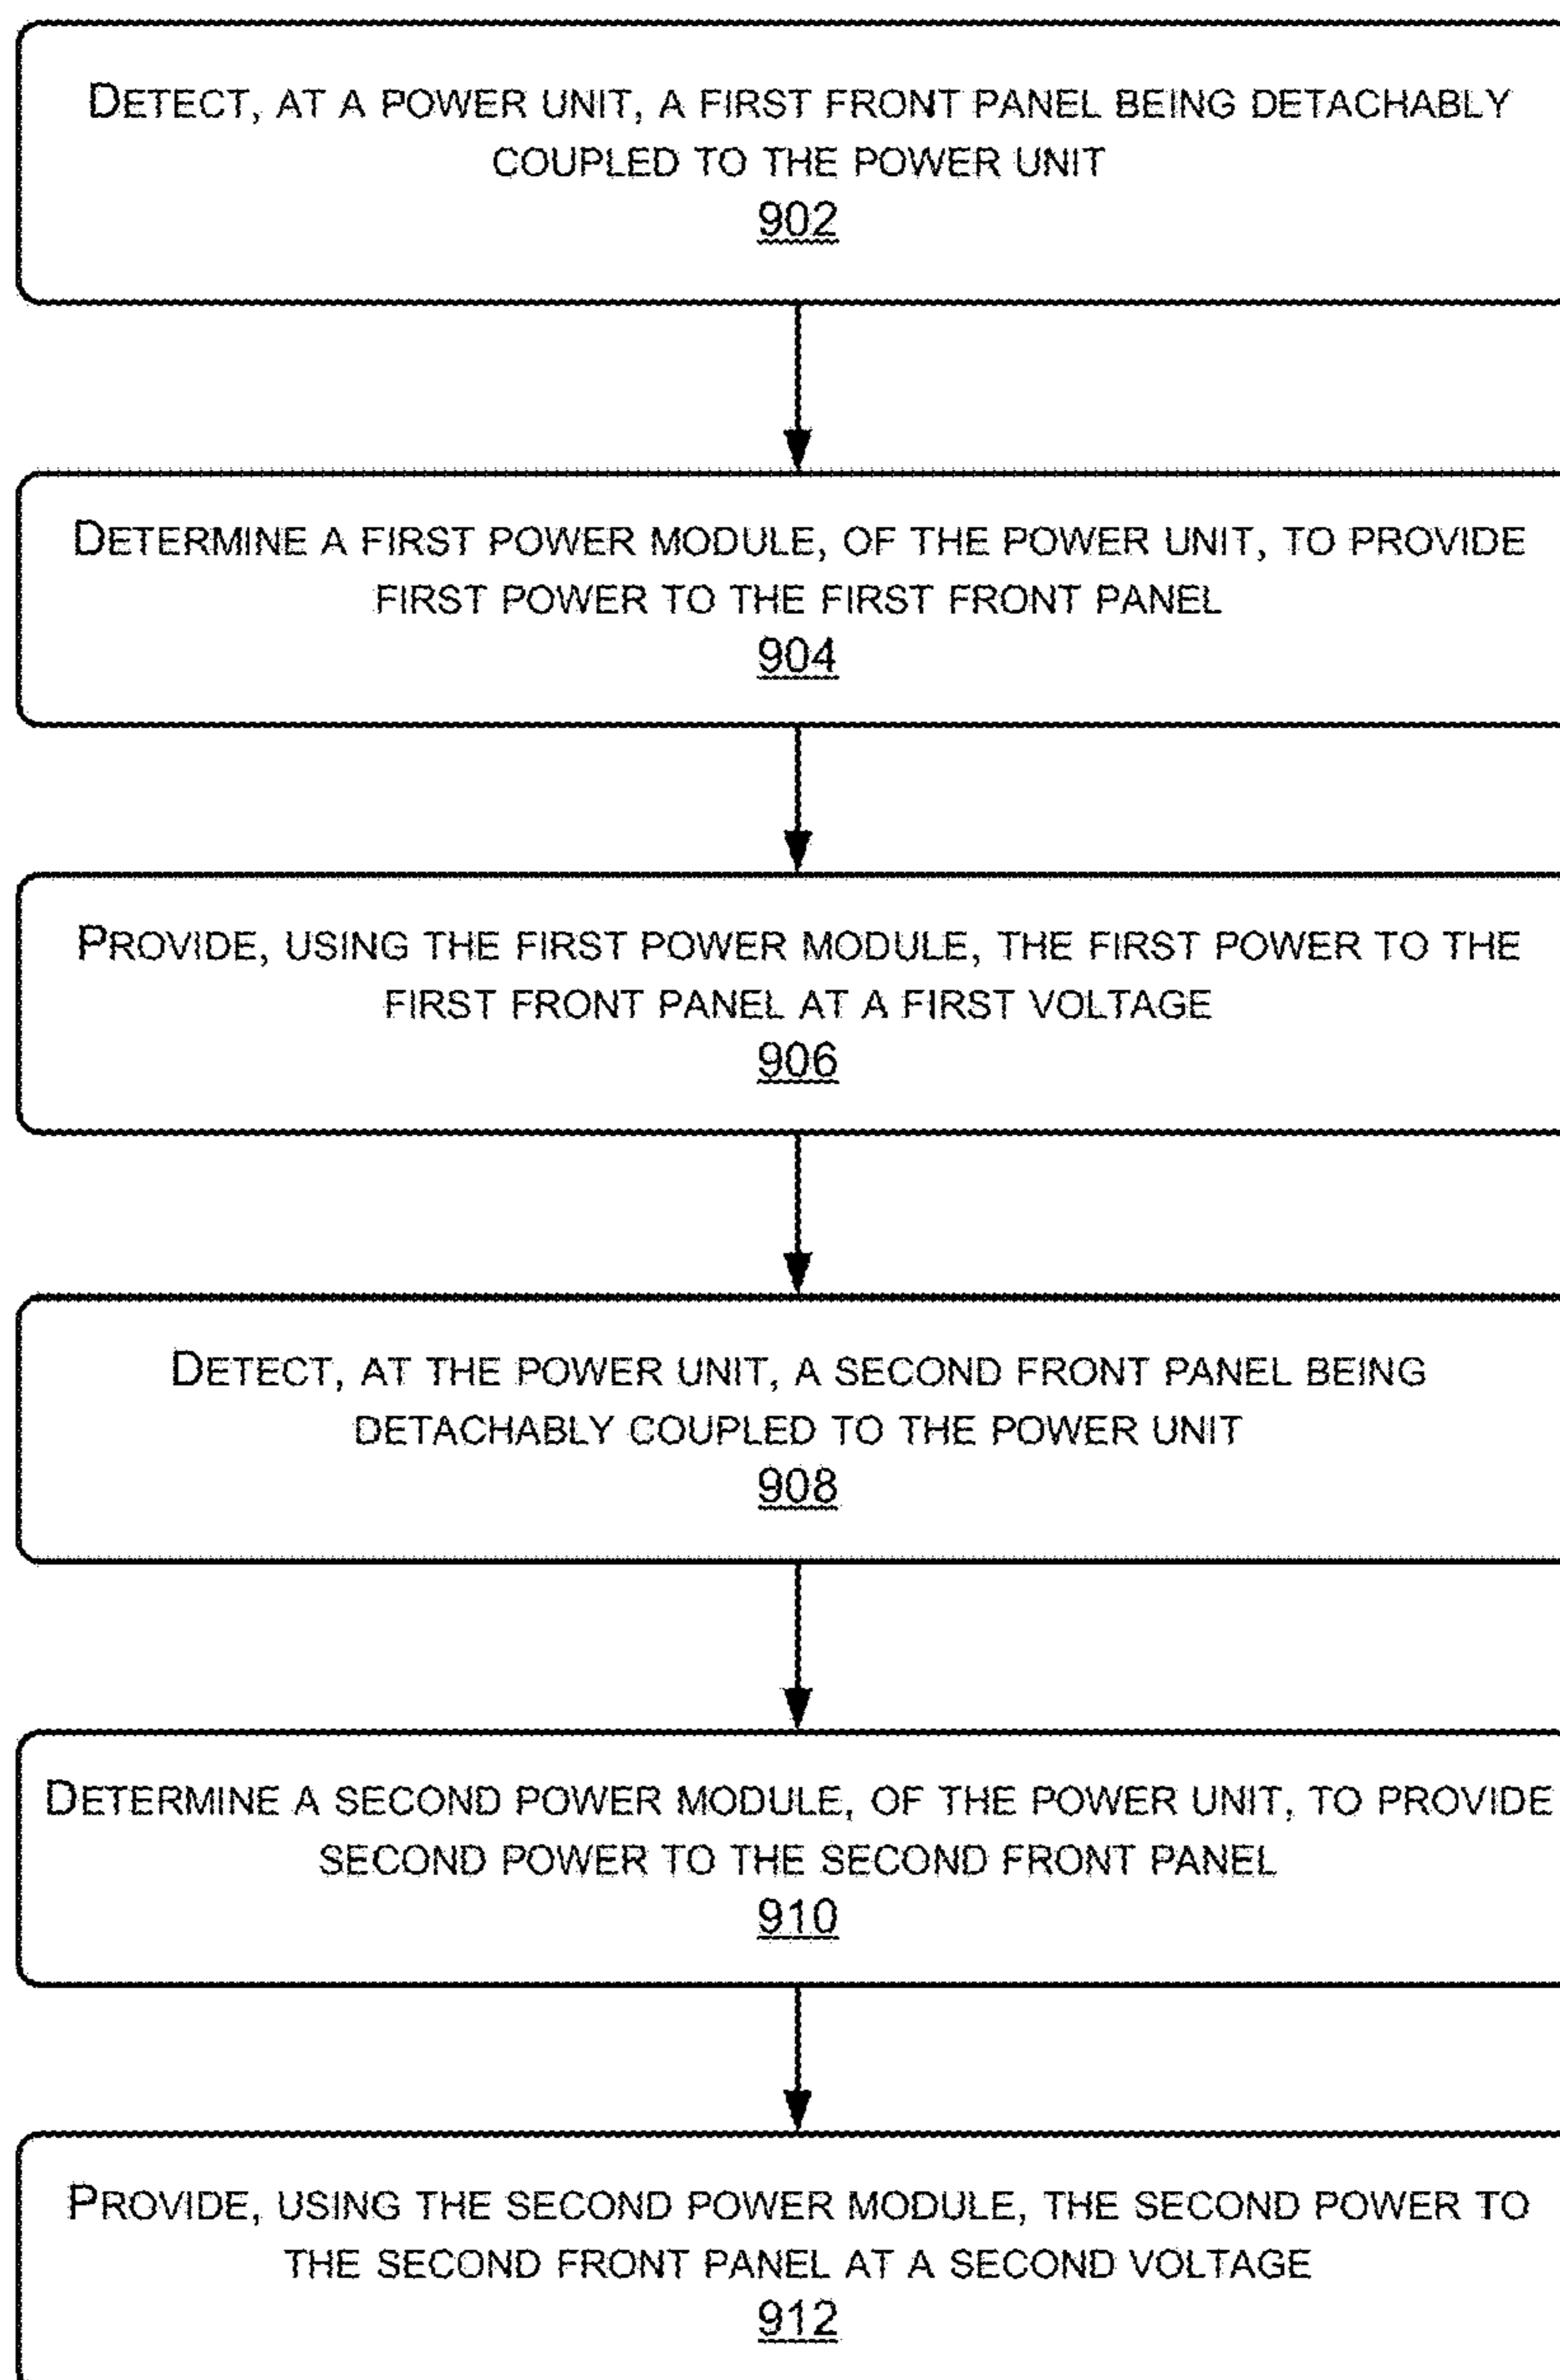 DETECT, AT A POWER UNIT, A FIRST FRONT PANEL BEING DETACHABLY
COUPLED TO THE POWER UNIT
902
DETERMINE A FIRST POWER MODULE, OF THE POWER UNIT, TO PROVIDE
FIRST POWER TO THE FIRST FRONT PANEL
904
PROVIDE, USING THE FIRST POWER MODULE, THE FIRST POWER TO THE
FIRST FRONT PANEL AT A FIRST VOLTAGE
906
DETECT, AT THE POWER UNIT, A SECOND FRONT PANEL BEING
DETACHABLY COUPLED TO THE POWER UNIT
908
DETERMINE A SECOND POWER MODULE, OF THE POWER UNIT, TO PROVIDE
SECOND POWER TO THE SECOND FRONT PANEL
910
PROVIDE, USING THE SECOND POWER MODULE, THE SECOND POWER TO
THE SECOND FRONT PANEL AT A SECOND VOLTAGE
912